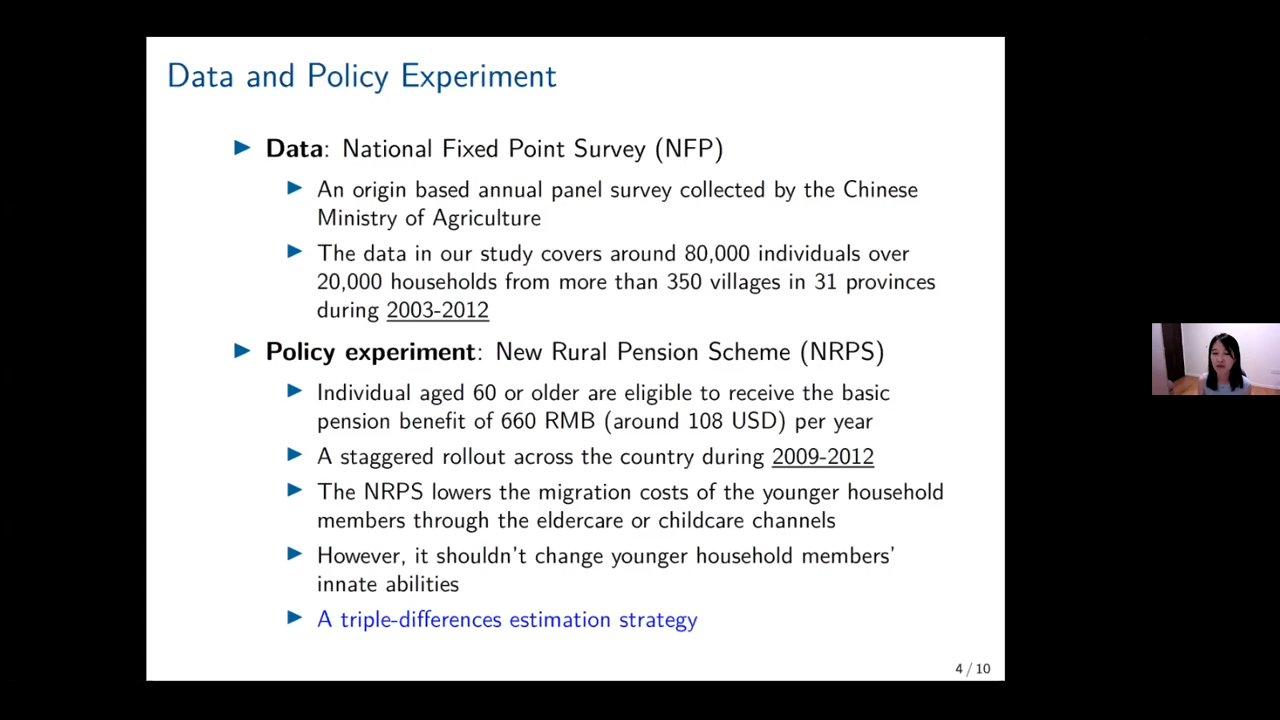 Data and Policy Experiment
Data: National Fixed Point Survey (NFP)
An origin based annual panel survey collected by the Chinese
Ministry of Agriculture
The data in our study covers around 80,000 individuals over
20,000 households from more than 350 villages in 31 provinces
during 2003-2012
Policy experiment: New Rural Pension Scheme (NRPS)
Individual aged 60 or older are eligible to receive the basic
pension benefit of 660 RMB (around 108 USD) per year
A staggered rollout across the country during 2009-2012
The NRPS lowers the migration costs of the younger household
members through the eldercare or childcare channels
However, it shouldn't change younger household members'
innate abilities
A triple-differences estimation strategy
4 / 10